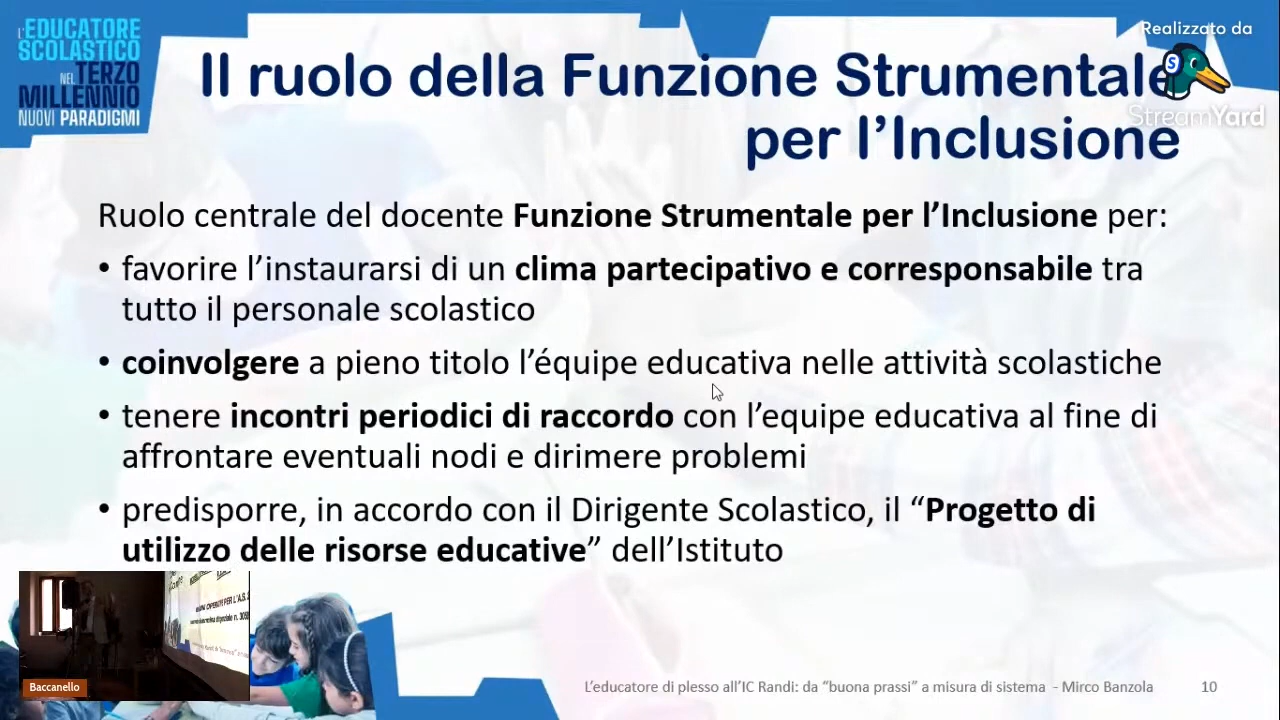 L'EDUCATORE
SCOLASTICO
NEL TERZO
MILLENNIO
NUOVI PARADIGMI
Realizzato da
StreamYard
Il ruolo della Funzione Strumentale
per l’Inclusione
Ruolo centrale del docente Funzione Strumentale per l’Inclusione per:
• favorire l’instaurarsi di un clima partecipativo e corresponsabile tra
tutto il personale scolastico
• coinvolgere a pieno titolo l’équipe educativa nelle attività scolastiche
• tenere incontri periodici di raccordo con l’equipe educativa al fine di
affrontare eventuali nodi e dirimere problemi
• predisporre, in accordo con il Dirigente Scolastico, il “Progetto di
utilizzo delle risorse educative” dell’Istituto
Baccanello
L’educatore di plesso all’IC Randi: da “buona prassi” a misura di sistema - Mirco Banzola
10